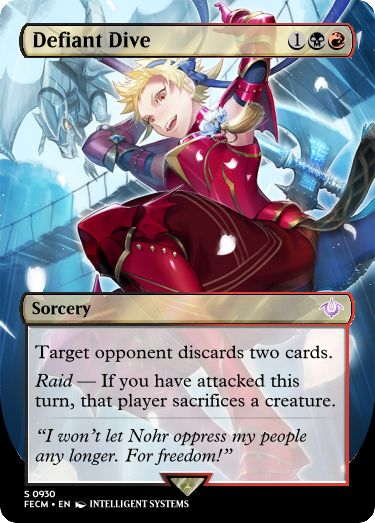 Defiant Dive 1
Sorcery
Target opponent discards two cards.
Raid — If you have attacked this
turn, that player sacrifices a creature.
“I won’t let Nohr oppress my people
any longer. For freedom!”
S 0930
FECM • EN INTELLIGENT SYSTEMS